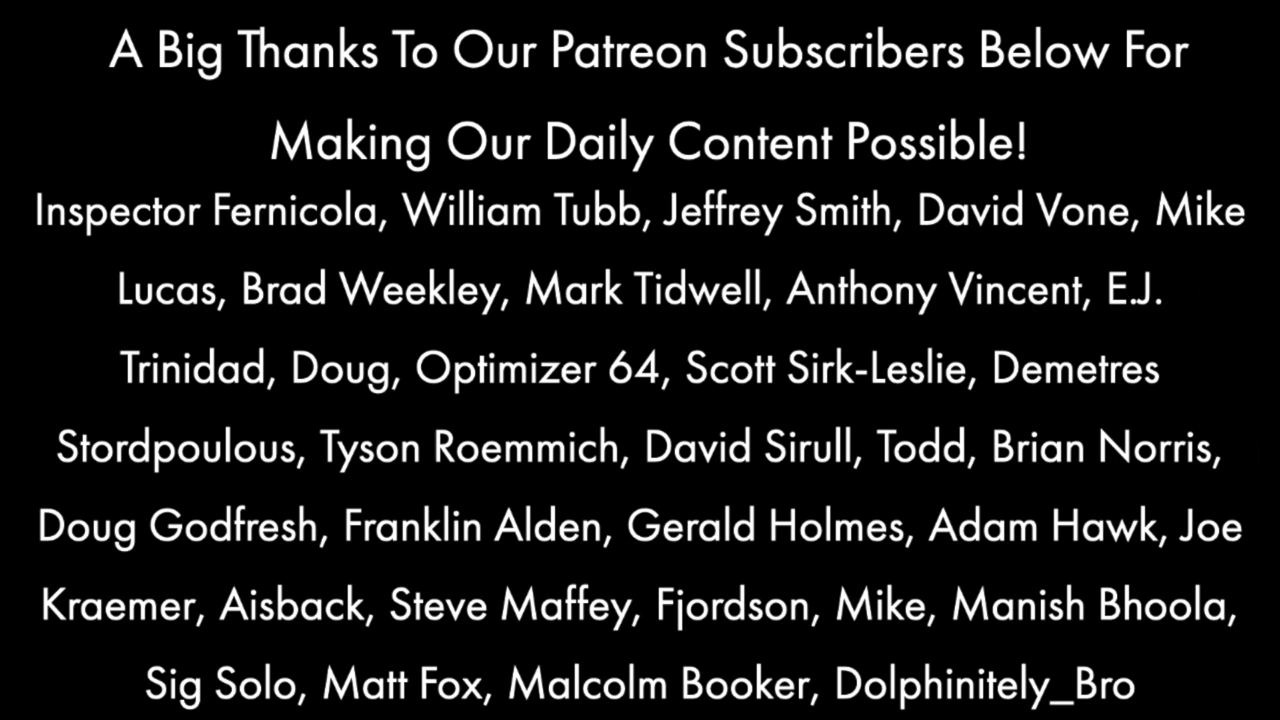 A Big Thanks To Our Patreon Subscribers Below For
Making Our Daily Content Possible!
Inspector Fernicola, William Tubb, Jeffrey Smith, David Vone, Mike
Lucas, Brad Weekley, Mark Tidwell, Anthony Vincent, E.J.
Trinidad, Doug, Optimizer 64, Scott Sirk-Leslie, Demetres
Stordpoulous, Tyson Roemmich, David Sirull, Todd, Brian Norris,
Doug Godfresh, Franklin Alden, Gerald Holmes, Adam Hawk, Joe
Kraemer, Aisback, Steve Maffey, Fjordson, Mike, Manish Bhoola,
Sig Solo, Matt Fox, Malcolm Booker, Dolphinitely_Bro